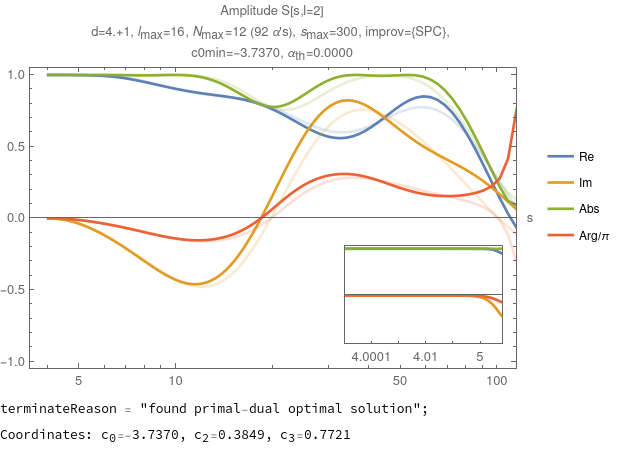 Amplitude S[s,l=2]
d=4.+1, lmax=16, Nmax=12 (92 α's), smax=300, improv={SPC},
c0min=−3.7370, αth=0.0000
1.0
0.5
0.0
−0.5
−1.0
5
10
50
100
s
Re
Im
Abs
Arg/π
4.0001
4.01
5
terminateReason = "found primal-dual optimal solution";
Coordinates: c0=-3.7370, c2=0.3849, c3=0.7721